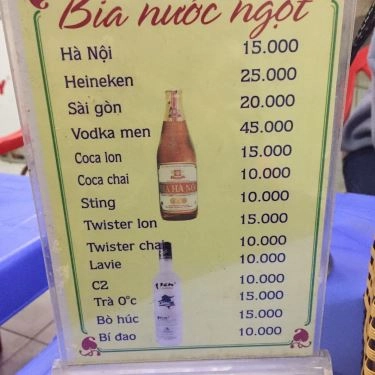 Bia nước ngọt
Hà Nội 15.000
Heineken 25.000
Sài gòn 20.000
Vodka men 45.000
Coca lon 15.000
Coca chai 10.000
Sting 10.000
Twister lon 15.000
Twister chai 10.000
Lavie 10.000
C2 10.000
Trà 0°c 15.000
Bò húc 15.000
Bí đao 10.000